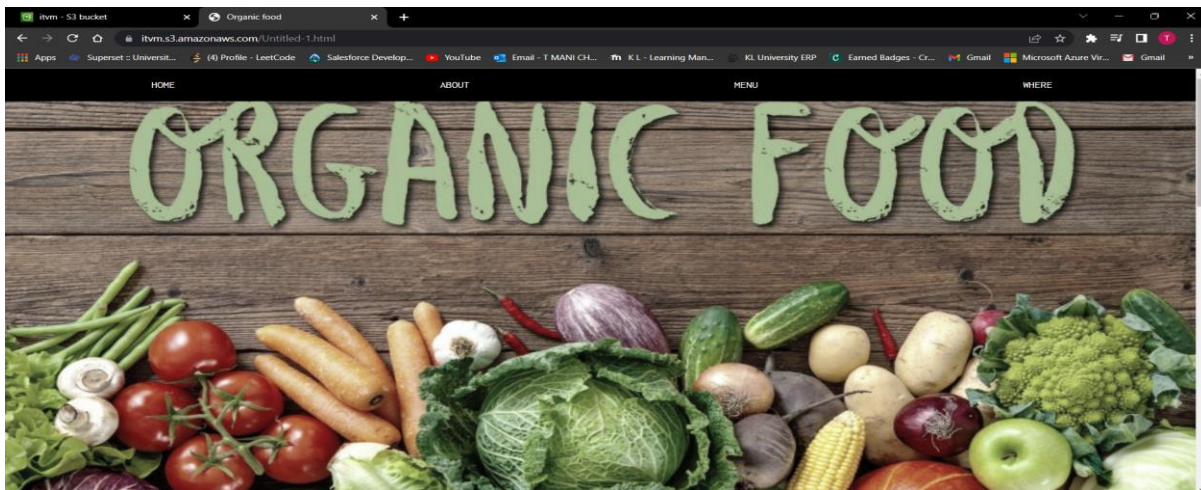 itvm - S3 bucket
Organic food
itvm.s3.amazonaws.com/Untitled-1.html
T
Apps Superset :: Universit... (4) Profile - LeetCode Salesforce Develop... YouTube Email - T MANI CH... K L - Learning Man... KL University ERP Earned Badges - Cr... Gmail Microsoft Azure Vir... Gmail »
HOME ABOUT MENU WHERE
ORGANIC FOOD